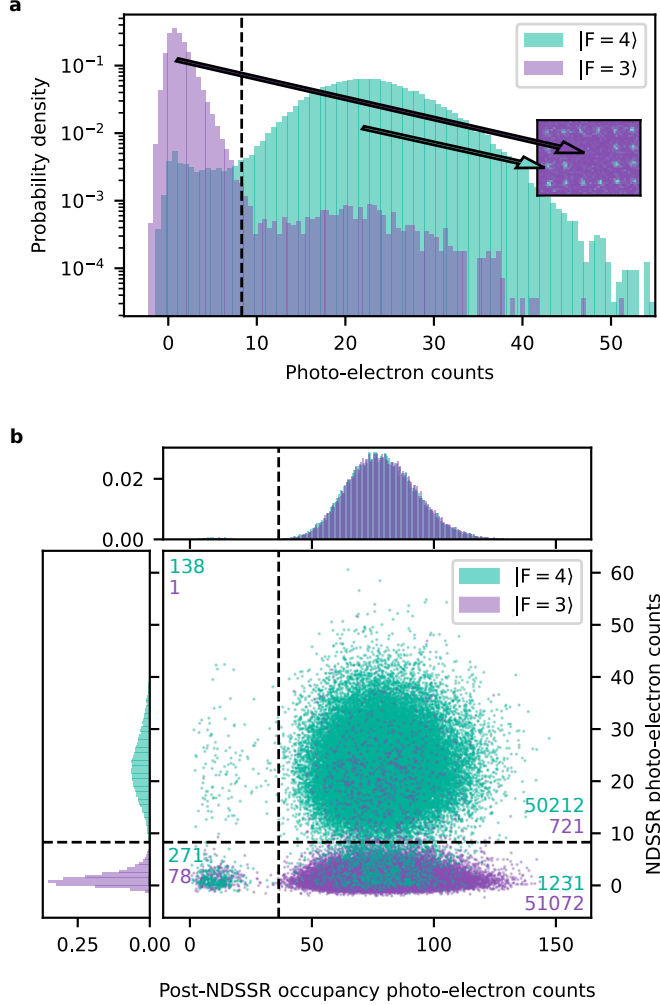 a
|F = 4⟩
|F = 3⟩
10⁻¹
10⁻²
10⁻³
10⁻⁴
Probability density
0 10 20 30 40 50
Photo-electron counts
b
0.02
0.00
138
1
|F = 4⟩
|F = 3⟩
60
50
40
30
20
10
0
NDSSR photo-electron counts
50212
721
271
78
1231
51072
0.25 0.00 0 50 100 150
Post-NDSSR occupancy photo-electron counts